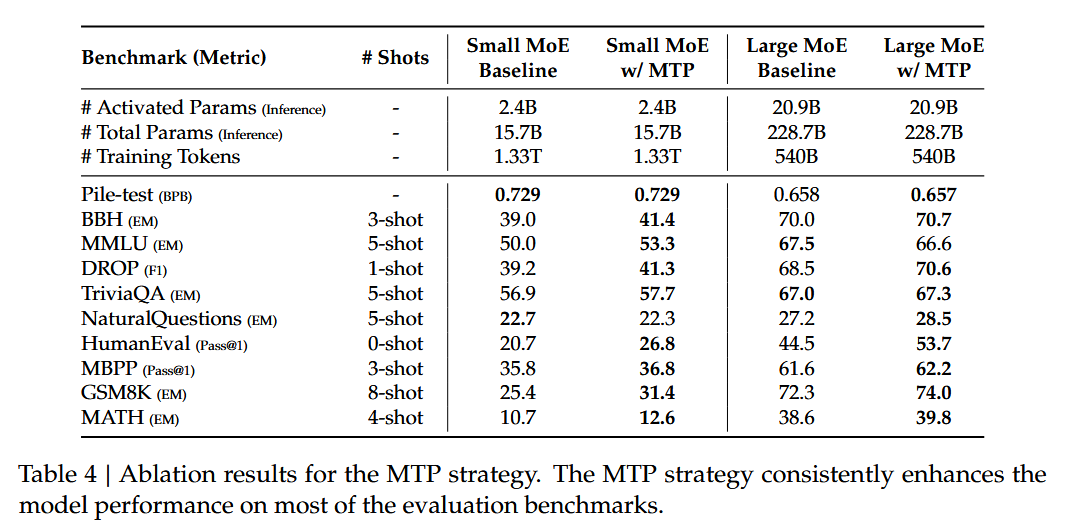 Benchmark (Metric) # Shots Small MoE Baseline Small MoE w/ MTP Large MoE Baseline Large MoE w/ MTP
# Activated Params (Inference) - 2.4B 2.4B 20.9B 20.9B
# Total Params (Inference) - 15.7B 15.7B 228.7B 228.7B
# Training Tokens - 1.33T 1.33T 540B 540B
Pile-test (BPB) - 0.729 0.729 0.658 0.657
BBH (EM) 3-shot 39.0 41.4 70.0 70.7
MMLU (EM) 5-shot 50.0 53.3 67.5 66.6
DROP (F1) 1-shot 39.2 41.3 68.5 70.6
TriviaQA (EM) 5-shot 56.9 57.7 67.0 67.3
NaturalQuestions (EM) 5-shot 22.7 22.3 27.2 28.5
HumanEval (Pass@1) 0-shot 20.7 26.8 44.5 53.7
MBPP (Pass@1) 3-shot 35.8 36.8 61.6 62.2
GSM8K (EM) 8-shot 25.4 31.4 72.3 74.0
MATH (EM) 4-shot 10.7 12.6 38.6 39.8
Table 4 | Ablation results for the MTP strategy. The MTP strategy consistently enhances the
model performance on most of the evaluation benchmarks.